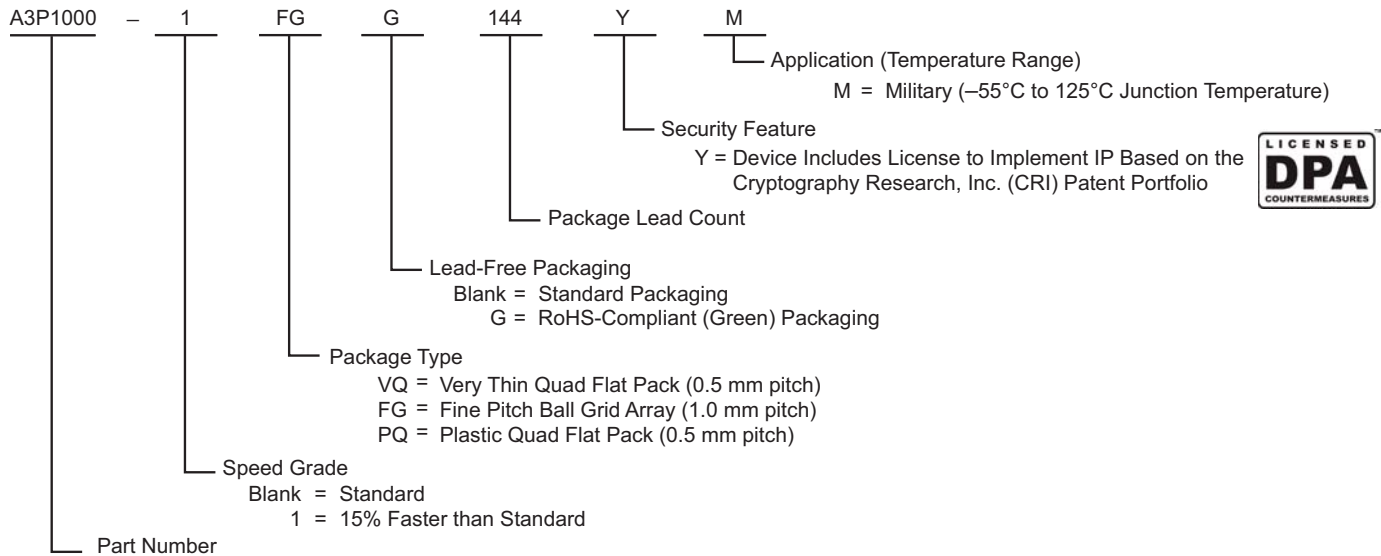 A3P1000 – 1 FG G 144 Y M
Application (Temperature Range)
M = Military (–55°C to 125°C Junction Temperature)
Security Feature
Y = Device Includes License to Implement IP Based on the
Cryptography Research, Inc. (CRI) Patent Portfolio
LICENSED
DPA
COUNTERMEASURES
™
Package Lead Count
Lead-Free Packaging
Blank = Standard Packaging
G = RoHS-Compliant (Green) Packaging
Package Type
VQ = Very Thin Quad Flat Pack (0.5 mm pitch)
FG = Fine Pitch Ball Grid Array (1.0 mm pitch)
PQ = Plastic Quad Flat Pack (0.5 mm pitch)
Speed Grade
Blank = Standard
1 = 15% Faster than Standard
Part Number